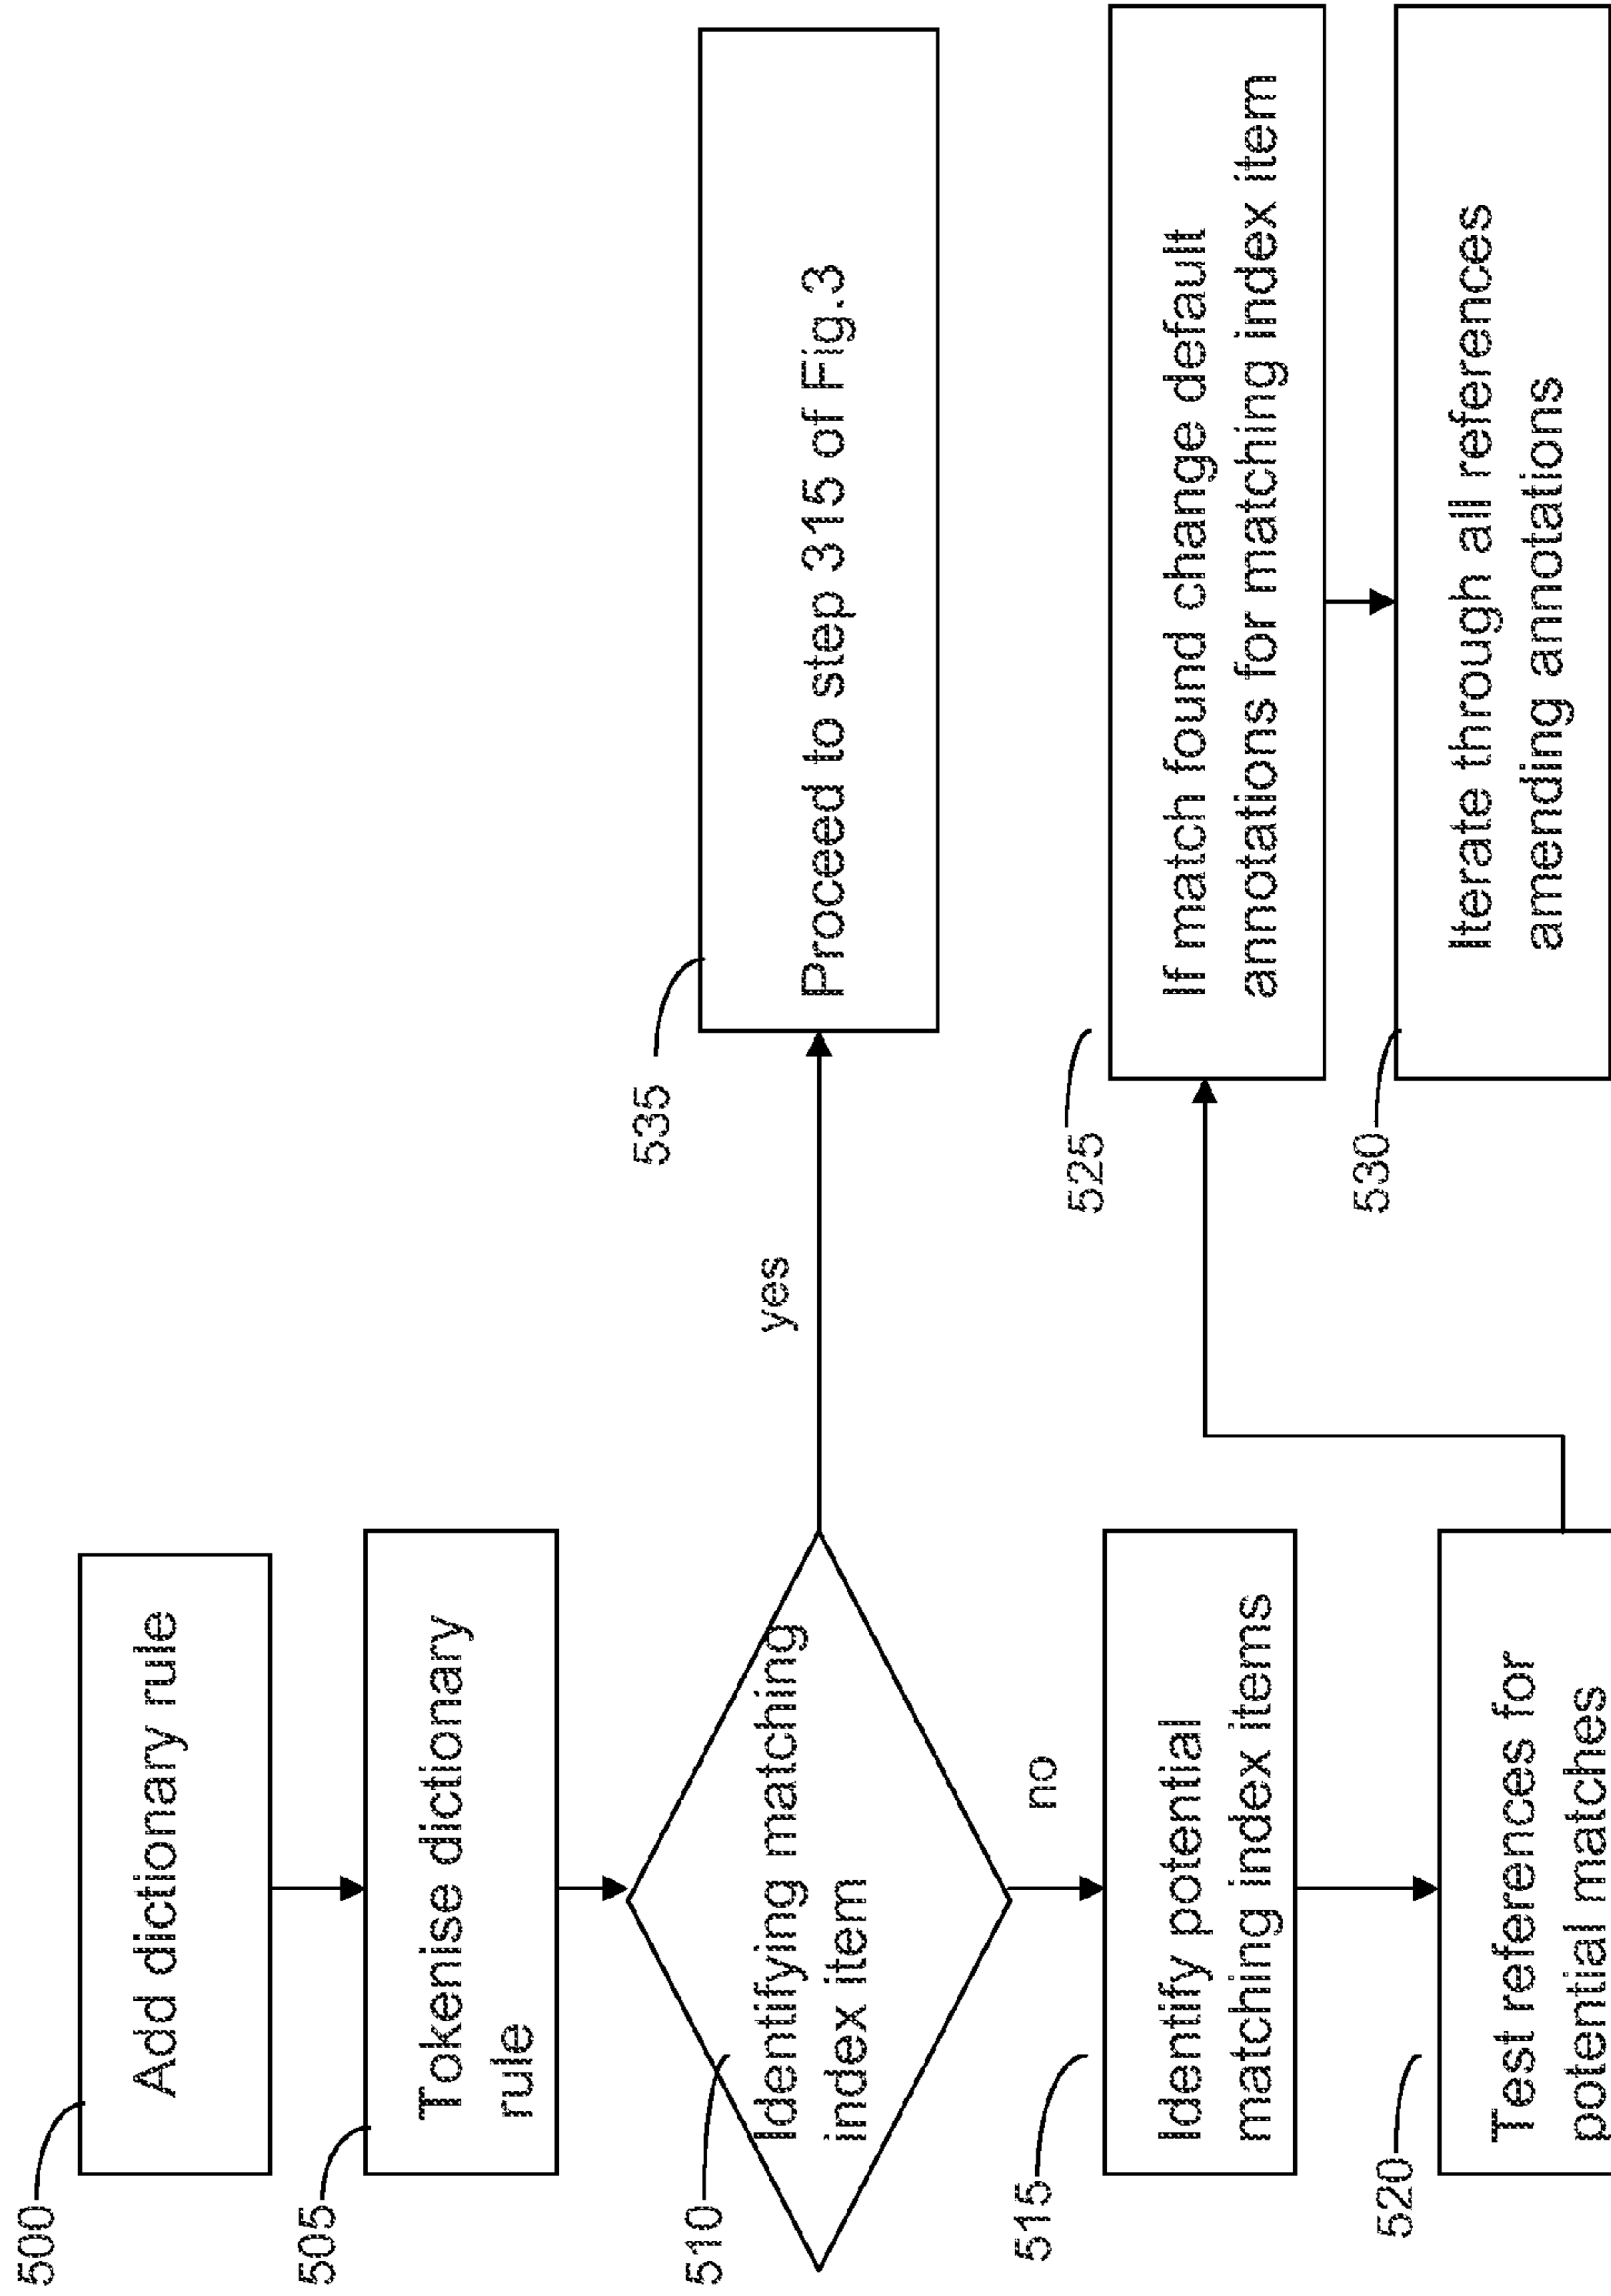 500
Add dictionary rule
505
Tokenise dictionary
rule
510
Identifying matching
index item
yes
535
Proceed to step 315 of Fig.3
no
515
Identify potential
matching index items
520
Test references for
potential matches
525
If match found change default
annotations for matching index item
530
Iterate through all references
amending annotations